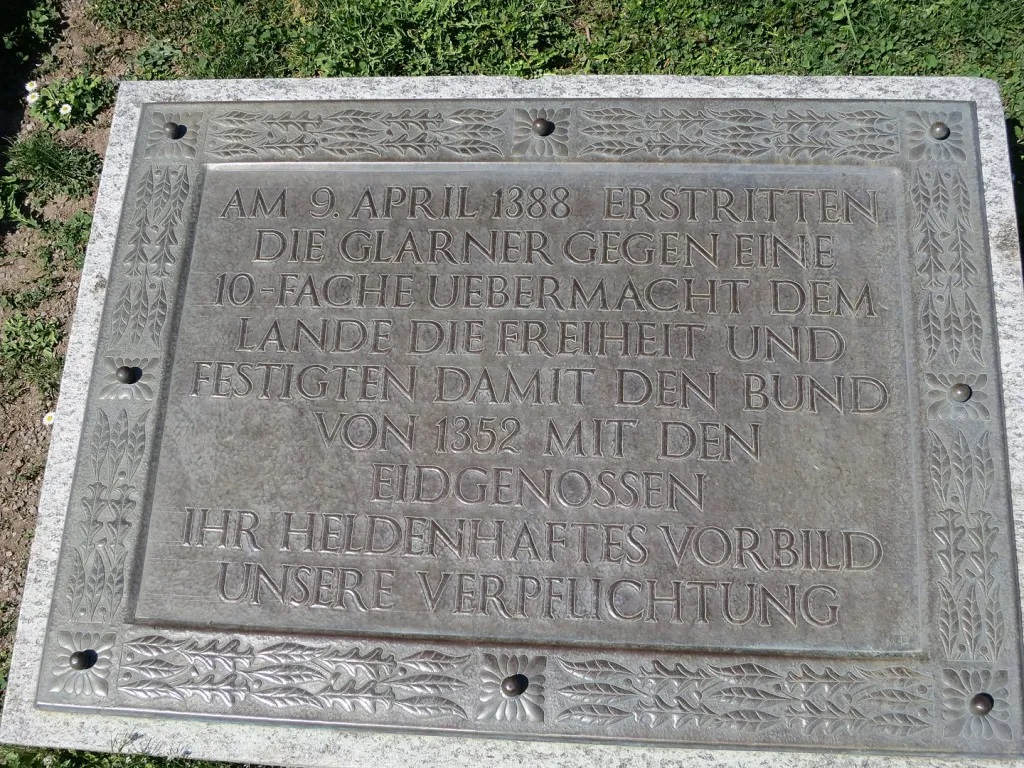 AM 9. APRIL 1388 ERSTRITTEN
DIE GLARNER GEGEN EINE
10-FACHE UEBERMACHT DEM
LANDE DIE FREIHEIT UND
FESTIGTEN DAMIT DEN BUND
VON 1352 MIT DEN
EIDGENOSSEN
IHR HELDENHAFTES VORBILD
UNSERE VERPFLICHTUNG